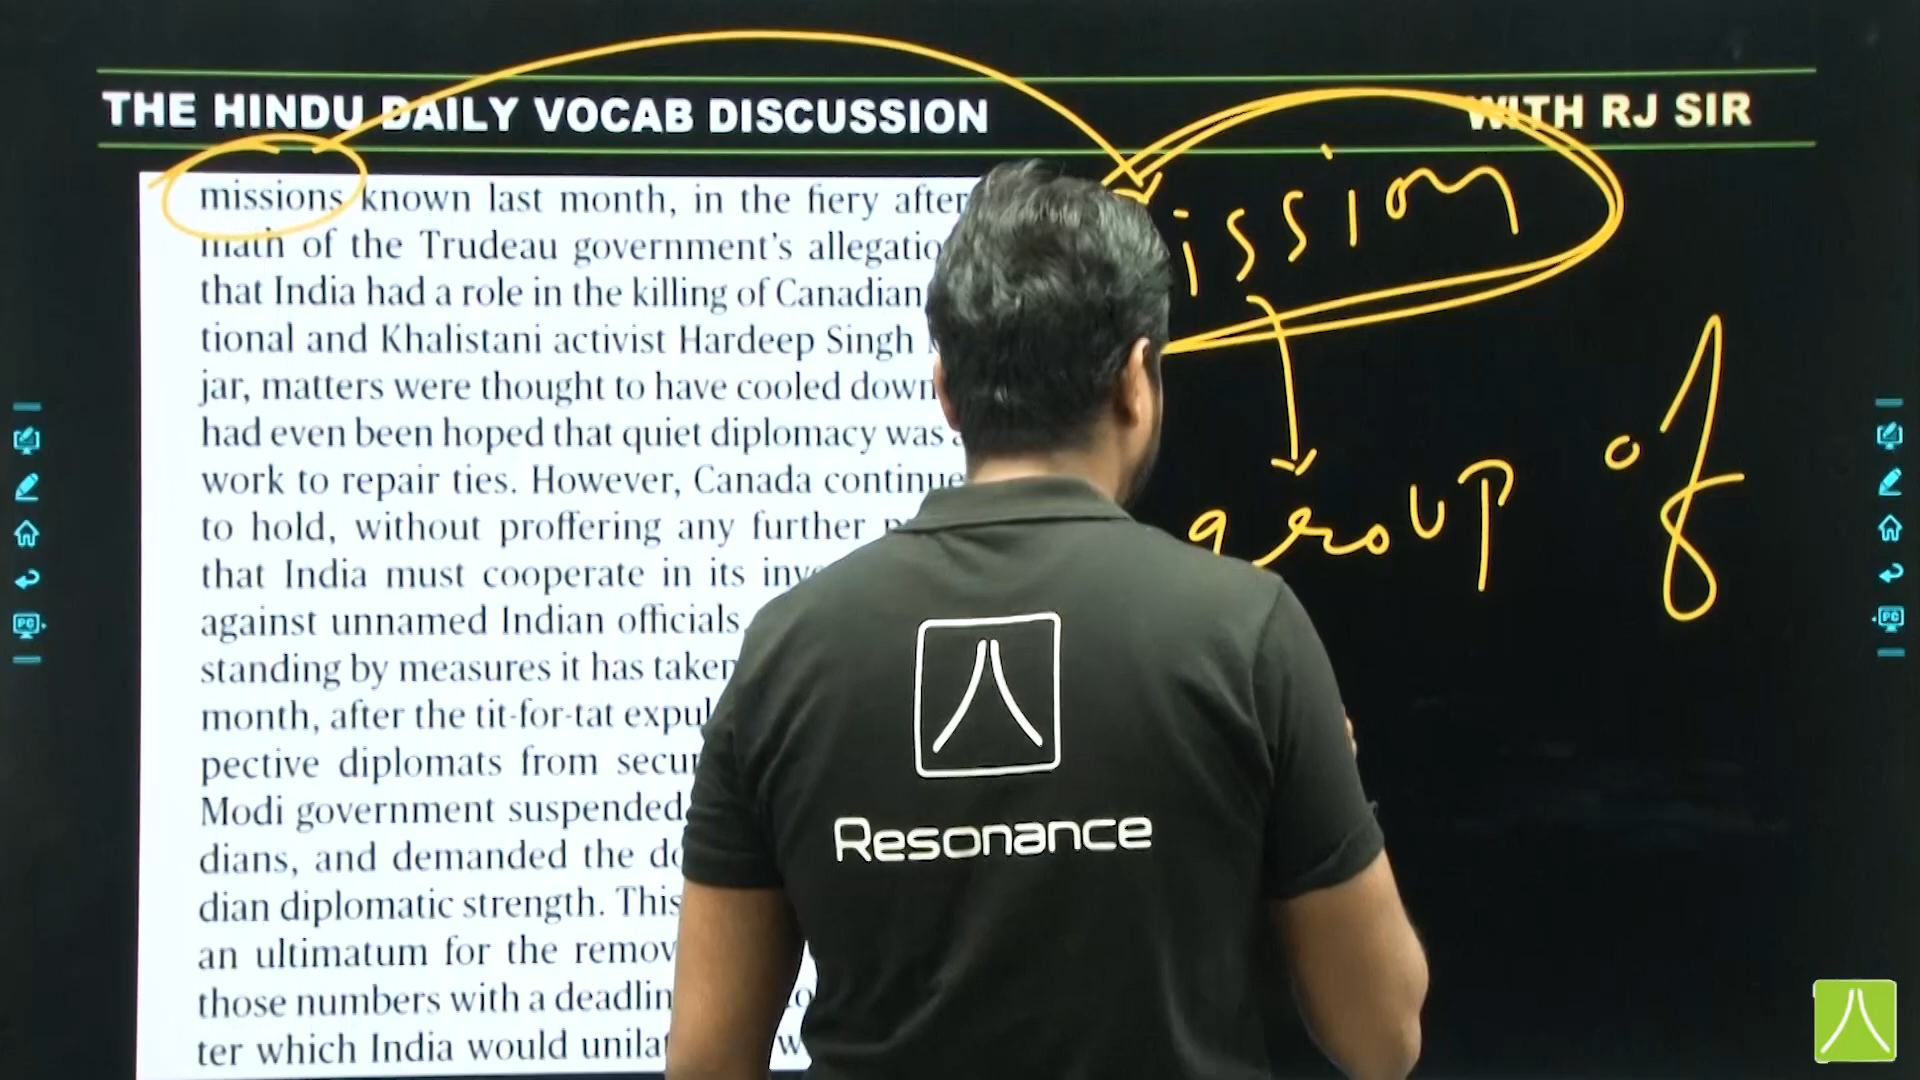 THE HINDU DAILY VOCAB DISCUSSION WITH RJ SIR
missions known last month, in the fiery after
math of the Trudeau government's allegatio
that India had a role in the killing of Canadian
tional and Khalistani activist Hardeep Singh
jar, matters were thought to have cooled down
had even been hoped that quiet diplomacy was a
work to repair ties. However, Canada continue
to hold, without proffering any further
that India must cooperate in its inve
against unnamed Indian officials,
standing by measures it has taken
month, after the tit-for-tat expul
pective diplomats from secur
Modi government suspended
dians, and demanded the do
dian diplomatic strength. This
an ultimatum for the remov
those numbers with a deadlin
ter which India would unilat
ission
group of
Resonance